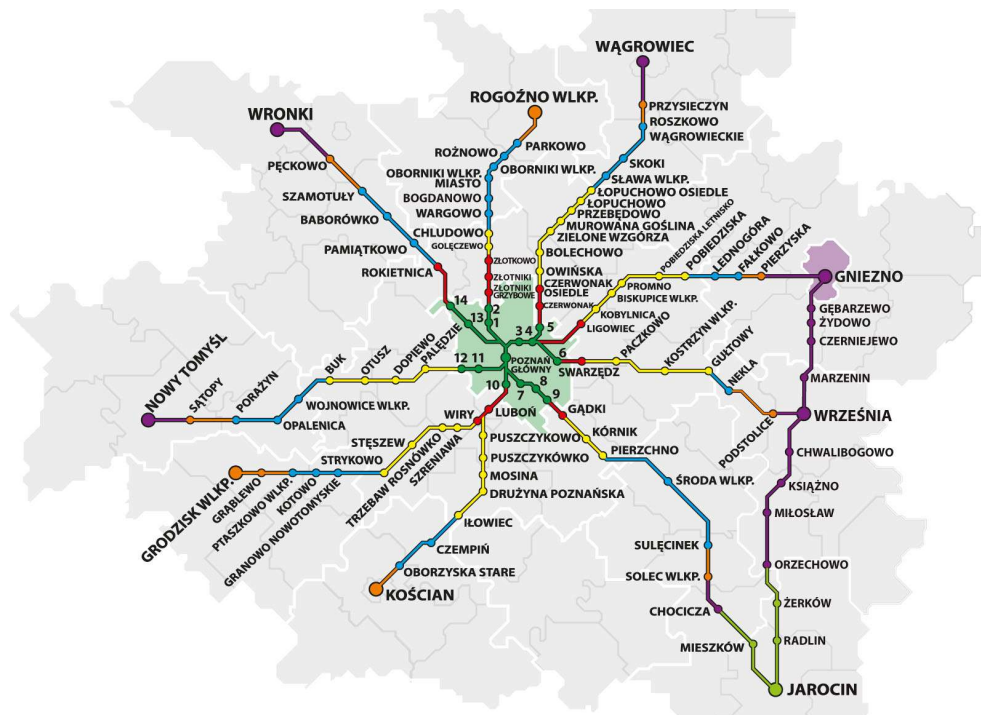 WĄGROWIEC
PRZYSIECZYN
ROSZKOWO
WĄGROWIECKIE
SKOKI
SŁAWA WLKP.
ŁOPUCHOWO OSIEDLE
ŁOPUCHOWO
PRZEBĘDOWO
MUROWANA GOŚLINA
ZIELONE WZGÓRZA
BOLECHOWO
OWIŃSKA
CZERWONAK
OSIEDLE
CZERWONAK
ROGOŹNO WLKP.
PARKOWO
ROŻNOWO
OBORNIKI WLKP.
OBORNIKI WLKP.
MIASTO
BOGDANOWO
WARGOWO
CHLUDOWO
GOLĘCZEWO
ZŁOTKOWO
ZŁOTNIKI
ZŁOTNIKI
GRZYBOWE
WRONKI
PĘCKOWO
SZAMOTUŁY
BABORÓWKO
PAMIĄTKOWO
ROKIETNICA
14
13
2
1
3
4
5
6
POZNAŃ
GŁÓWNY
12
11
10
7
8
9
POBIEDZISKA LETNISKO
POBIEDZISKA
LEDNOGÓRA
FAŁKOWO
PIERZYSKA
GNIEZNO
PROMNO
BISKUPICE WLKP.
KOBYLNICA
LIGOWIEC
GĘBARZEWO
ŻYDOWO
CZERNIEJEWO
MARZENIN
WRZEŚNIA
SWARZĘDZ
PACZKOWO
KOSTRZYN WLKP.
GUŁTOWY
NEKLA
PODSTOLICE
CHWALIBOGOWO
KSIĄŻNO
MIŁOSŁAW
ORZECHOWO
ŻERKÓW
RADLIN
JAROCIN
GĄDKI
KÓRNIK
PIERZCHNO
ŚRODA WLKP.
SULĘCINEK
SOLEC WLKP.
CHOCICZA
MIESZKÓW
PALĘDZIE
DOPIEWO
OTUSZ
BUK
WOJNOWICE WLKP.
OPALENICA
PORAŻYN
SĄTOPY
NOWY TOMYŚL
LUBOŃ
WIRY
SZRENIAWA
TRZEBAW ROSNÓWKO
STĘSZEW
STRYKOWO
GRANOWO NOWOTOMYSKIE
KOTOWO
PTASZKOWO WLKP.
GRĄBLEWO
GRODZISK WLKP.
PUSZCZYKOWO
PUSZCZYKÓWKO
MOSINA
DRUŻYNA POZNAŃSKA
IŁOWIEC
CZEMPIŃ
OBORZYSKA STARE
KOŚCIAN